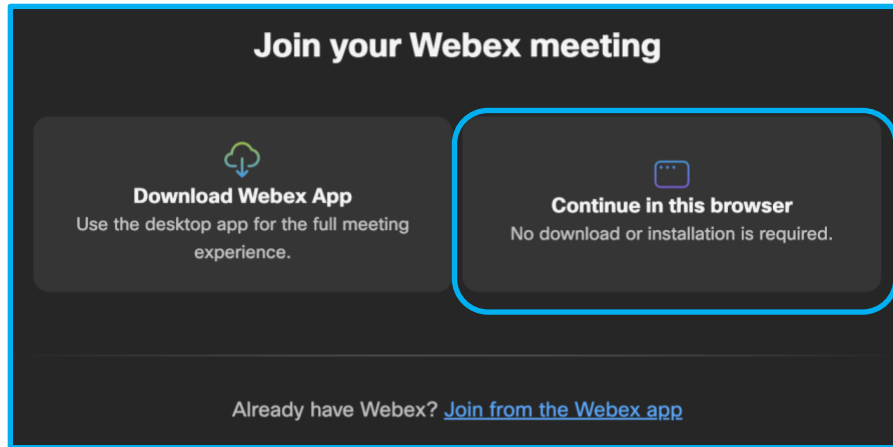 Join your Webex meeting
Download Webex App
Use the desktop app for the full meeting
experience.
Continue in this browser
No download or installation is required.
Already have Webex? Join from the Webex app